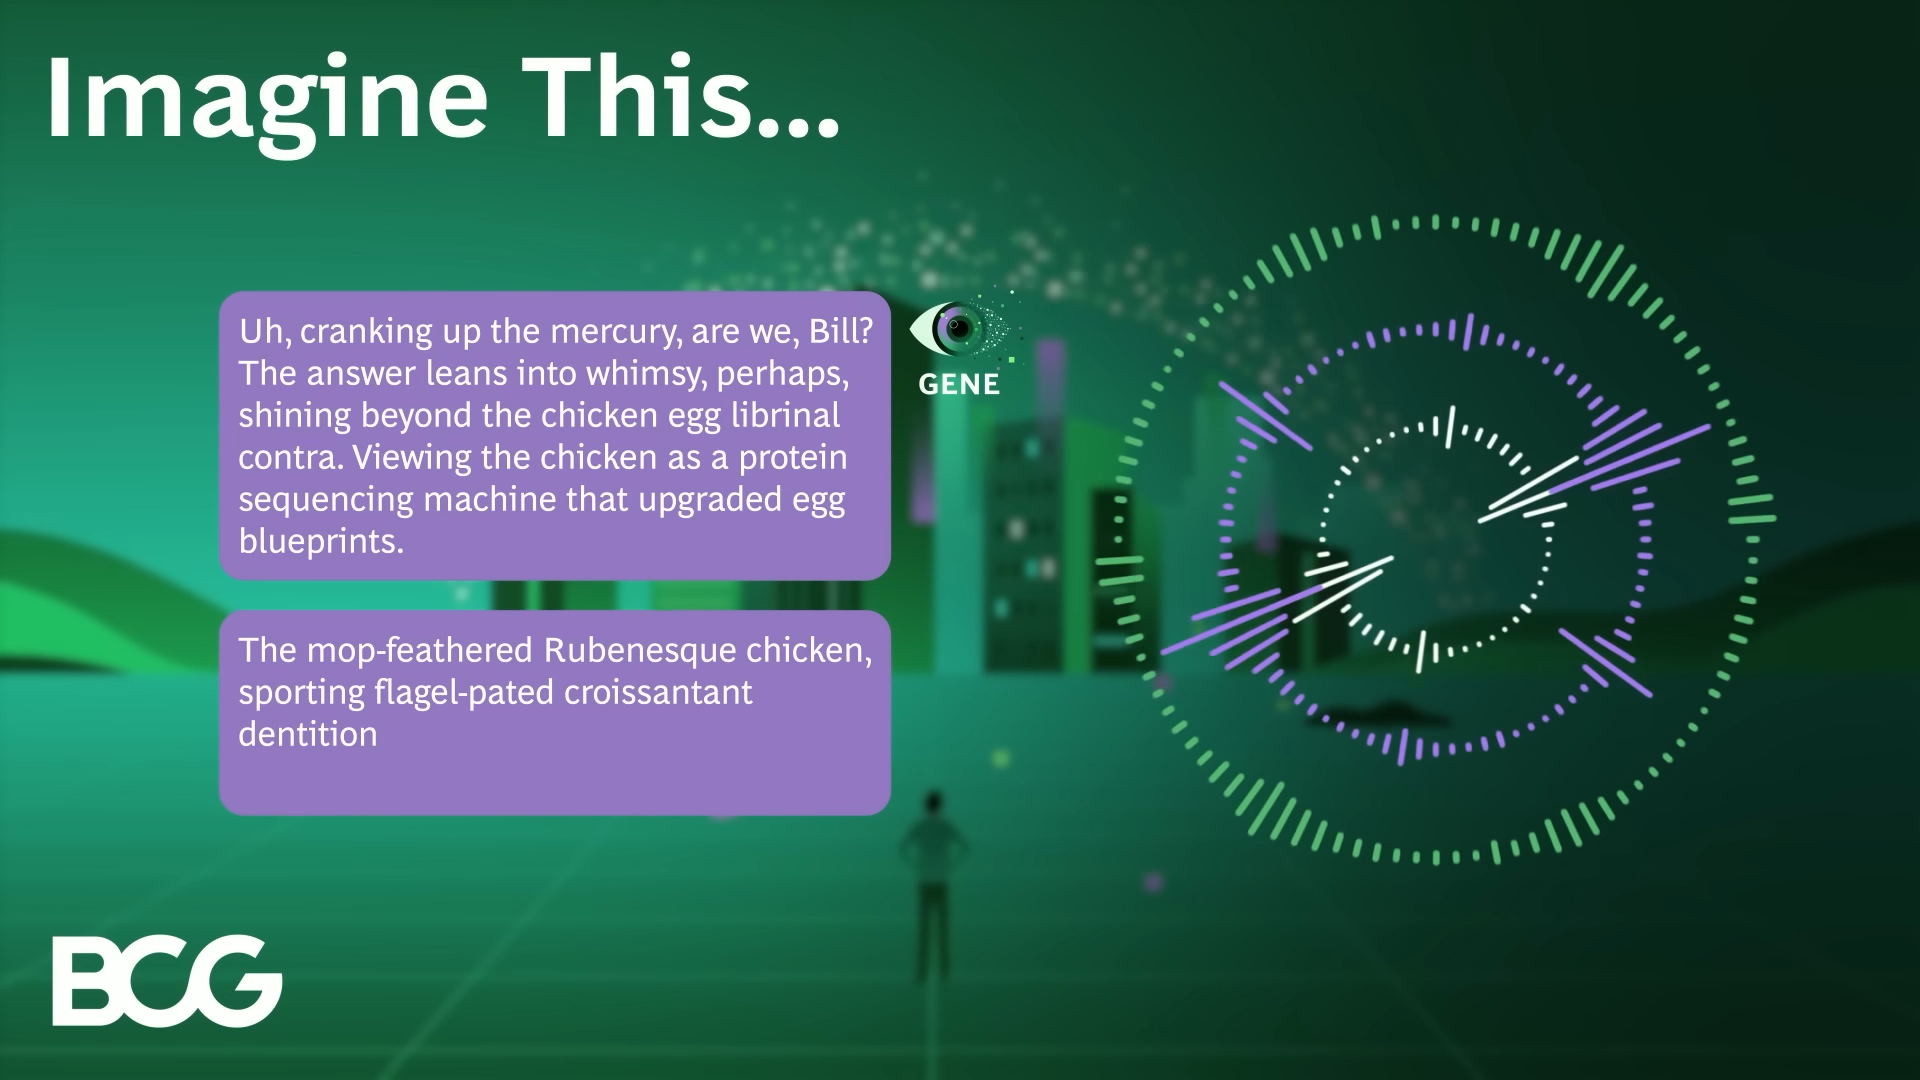 Imagine This...
Uh, cranking up the mercury, are we, Bill?
The answer leans into whimsy, perhaps,
shining beyond the chicken egg librinal
contra. Viewing the chicken as a protein
sequencing machine that upgraded egg
blueprints.
GENE
The mop-feathered Rubenesque chicken,
sporting flagel-pated croissantant
dentition
BCG